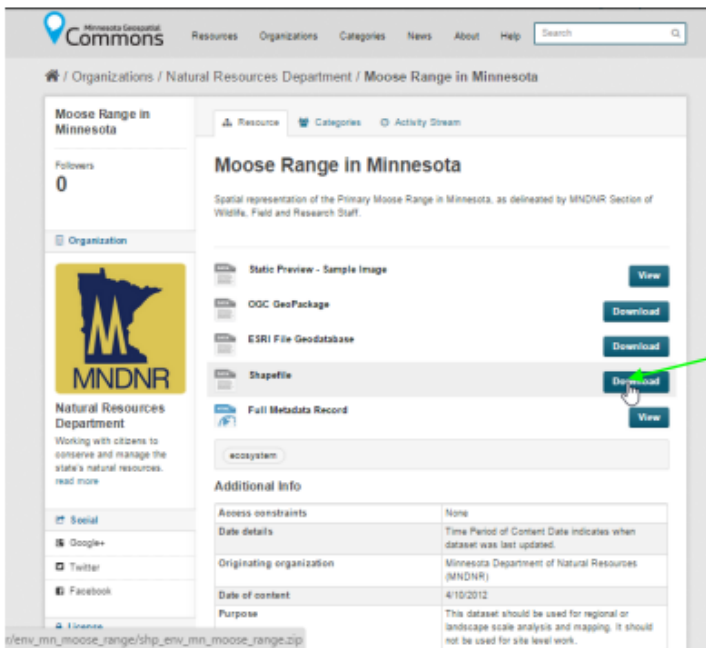 Minnesota Geospatial
Commons
Resources Organizations Categories News About Help Search
/ Organizations / Natural Resources Department / Moose Range in Minnesota
Moose Range in
Minnesota
Followers
0
Organization
MNDNR
Natural Resources
Department
Working with citizens to
conserve and manage the
state's natural resources.
read more
Social
Google+
Twitter
Facebook
License
Resource Categories Activity Stream
Moose Range in Minnesota
Spatial representation of the Primary Moose Range in Minnesota, as delineated by MNDNR Section of
Wildlife, Field and Research Staff.
Static Preview - Sample Image View
OGC GeoPackage Download
ESRI File Geodatabase Download
Shapefile Download
Full Metadata Record View
ecosystem
Additional Info
Access constraints None
Date details Time Period of Content Date indicates when
dataset was last updated.
Originating organization Minnesota Department of Natural Resources
(MNDNR)
Date of content 4/10/2012
Purpose This dataset should be used for regional or
landscape scale analysis and mapping. It should
not be used for site level work.
r/env_mn_moose_range/shp_env_mn_moose_range.zip